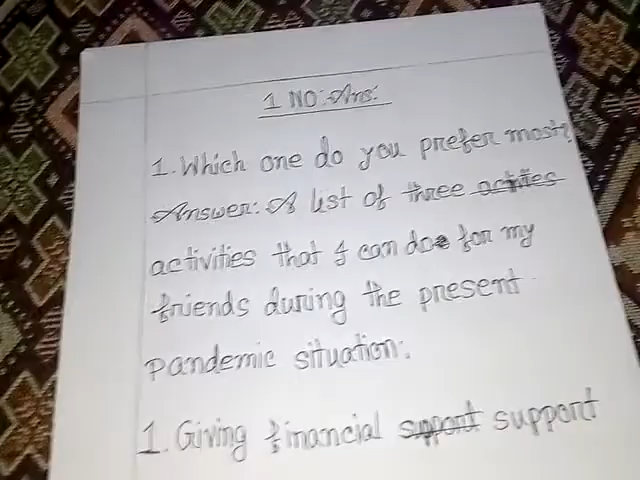 1 NO: Ans:
1. Which one do you prefer most?
Answer: A list of three
activities that I can do for my
friends during the present
pandemic situation:
1. Giving financial support support